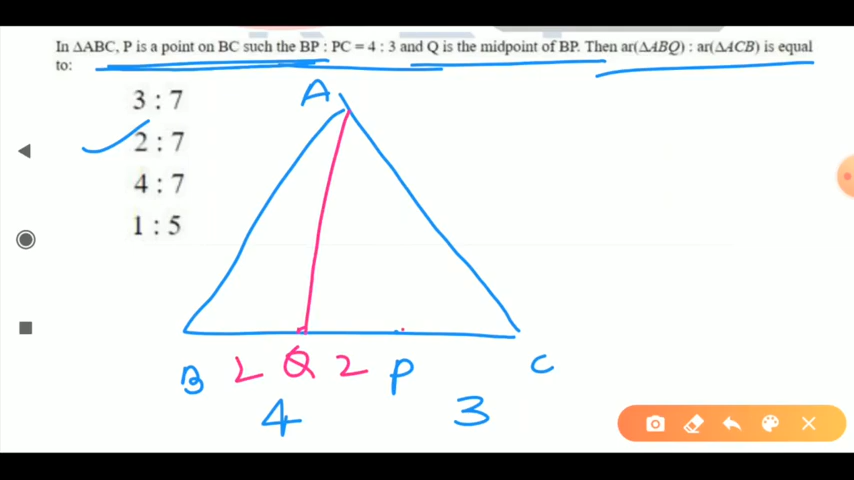 In ΔABC, P is a point on BC such the BP : PC = 4 : 3 and Q is the midpoint of BP. Then ar(ΔABQ) : ar(ΔACB) is equal
to:
3 : 7
2 : 7
4 : 7
1 : 5
A
B 2 Q 2 P C
4 3